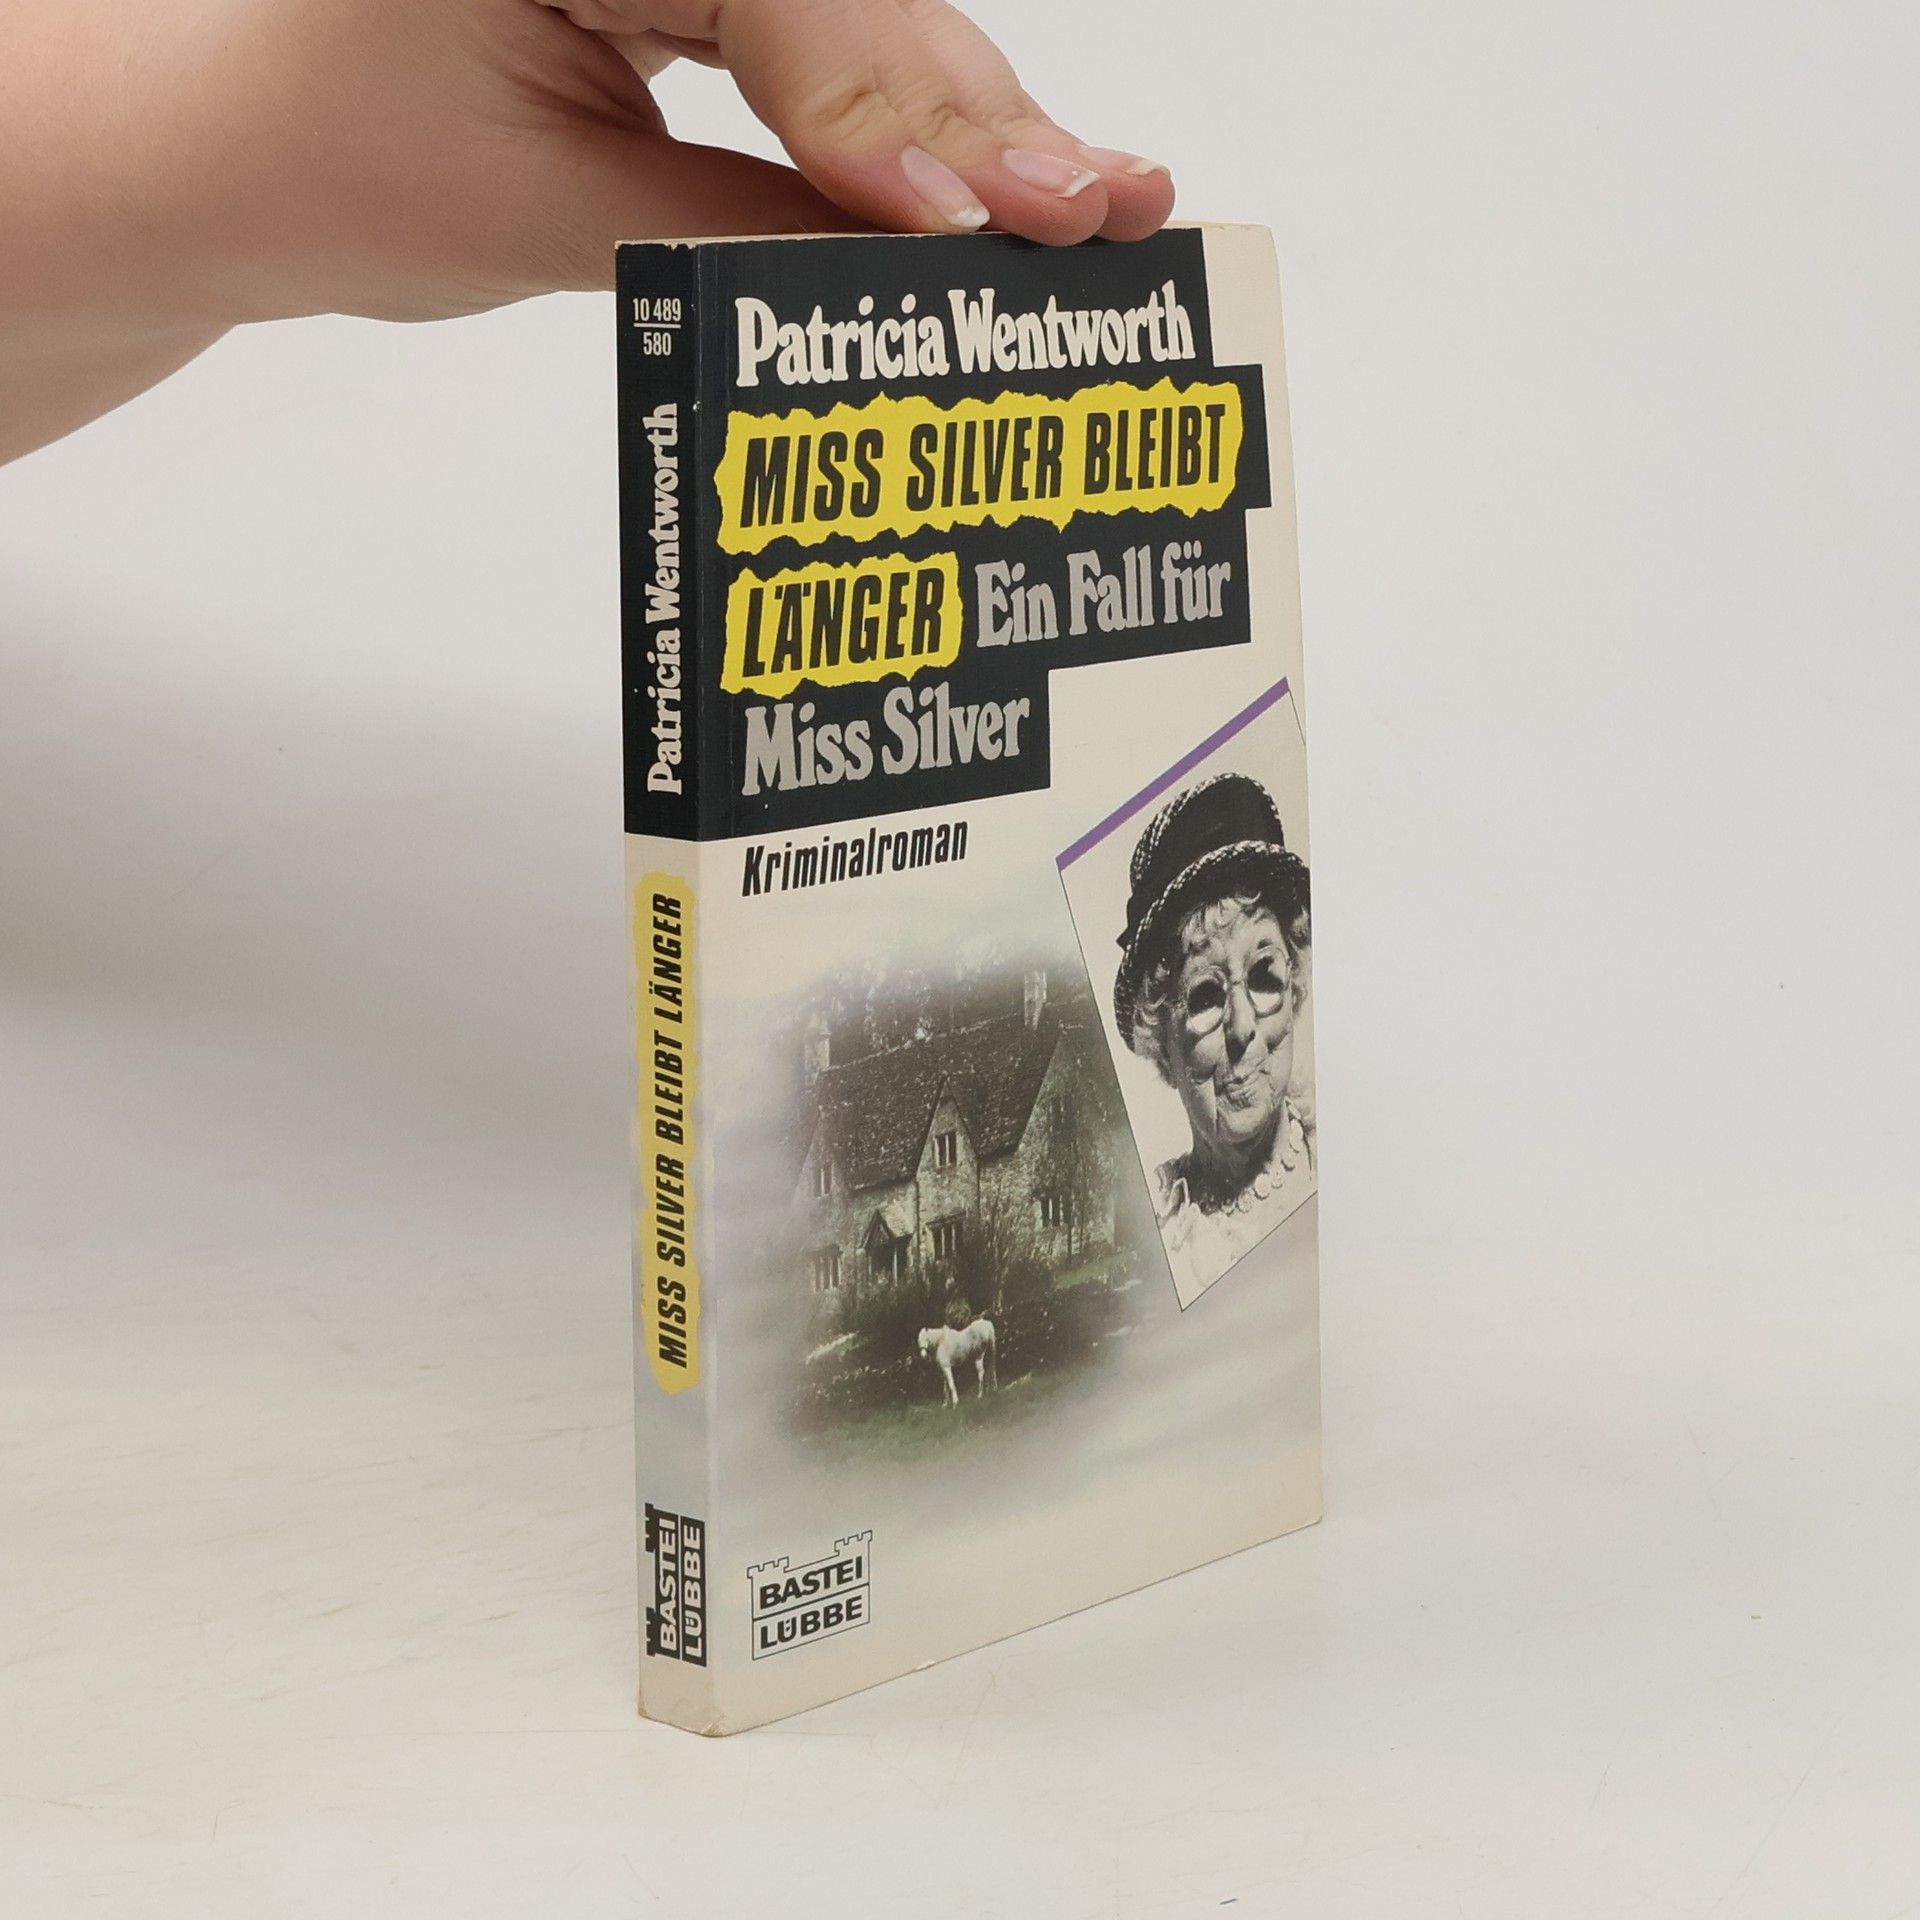 10 489
580
Patricia Wentworth
MISS SILVER BLEIBT LÄNGER
BASTEI
LÜBBE
Patricia Wentworth
MISS SILVER BLEIBT
LÄNGER Ein Fall für
Miss Silver
Kriminalroman
BASTEI
LÜBBE